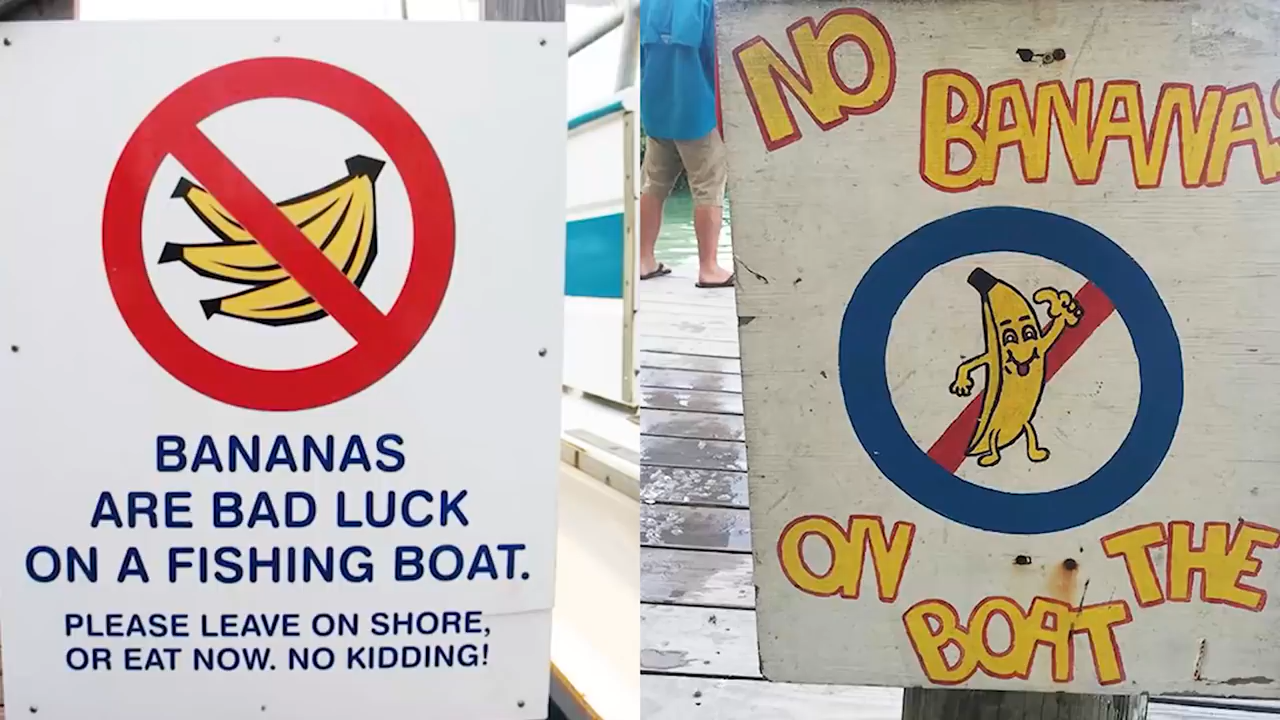 BANANAS
ARE BAD LUCK
ON A FISHING BOAT.
PLEASE LEAVE ON SHORE,
OR EAT NOW. NO KIDDING!
NO
BANANAS
ON THE
BOAT